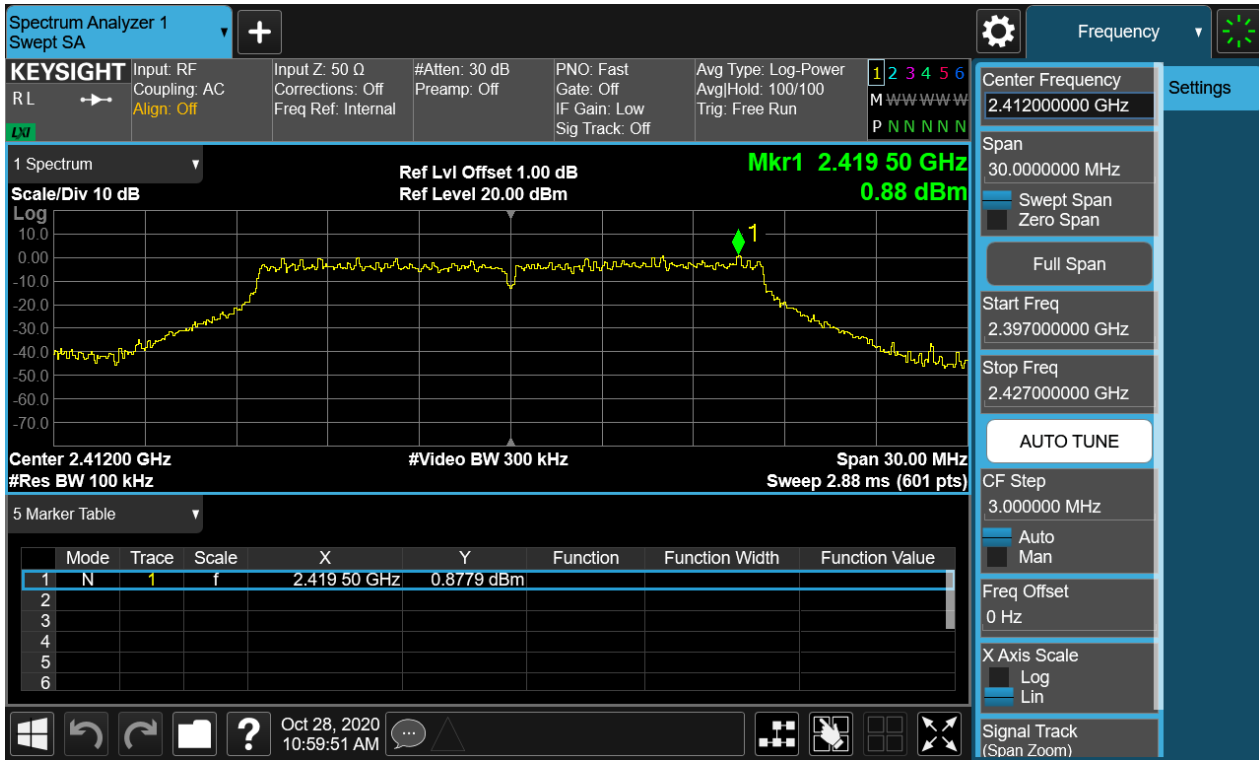 Spectrum Analyzer 1
Swept SA
+
Frequency
KEYSIGHT
R L
LXI
Input: RF
Coupling: AC
Align: Off
Input Z: 50 Ω
Corrections: Off
Freq Ref: Internal
#Atten: 30 dB
Preamp: Off
PNO: Fast
Gate: Off
IF Gain: Low
Sig Track: Off
Avg Type: Log-Power
Avg|Hold: 100/100
Trig: Free Run
1 2 3 4 5 6
M W W W W W
P N N N N N
1 Spectrum
Scale/Div 10 dB
Ref Lvl Offset 1.00 dB
Ref Level 20.00 dBm
Mkr1 2.419 50 GHz
0.88 dBm
Log
10.0
0.00
-10.0
-20.0
-30.0
-40.0
-50.0
-60.0
-70.0
1
Center 2.41200 GHz
#Video BW 300 kHz
Span 30.00 MHz
#Res BW 100 kHz
Sweep 2.88 ms (601 pts)
5 Marker Table
Mode Trace Scale X Y Function Function Width Function Value
1 N 1 f 2.419 50 GHz 0.8779 dBm
2
3
4
5
6
?
Oct 28, 2020
10:59:51 AM
Center Frequency
2.412000000 GHz
Settings
Span
30.0000000 MHz
Swept Span
Zero Span
Full Span
Start Freq
2.397000000 GHz
Stop Freq
2.427000000 GHz
AUTO TUNE
CF Step
3.000000 MHz
Auto
Man
Freq Offset
0 Hz
X Axis Scale
Log
Lin
Signal Track
(Span Zoom)